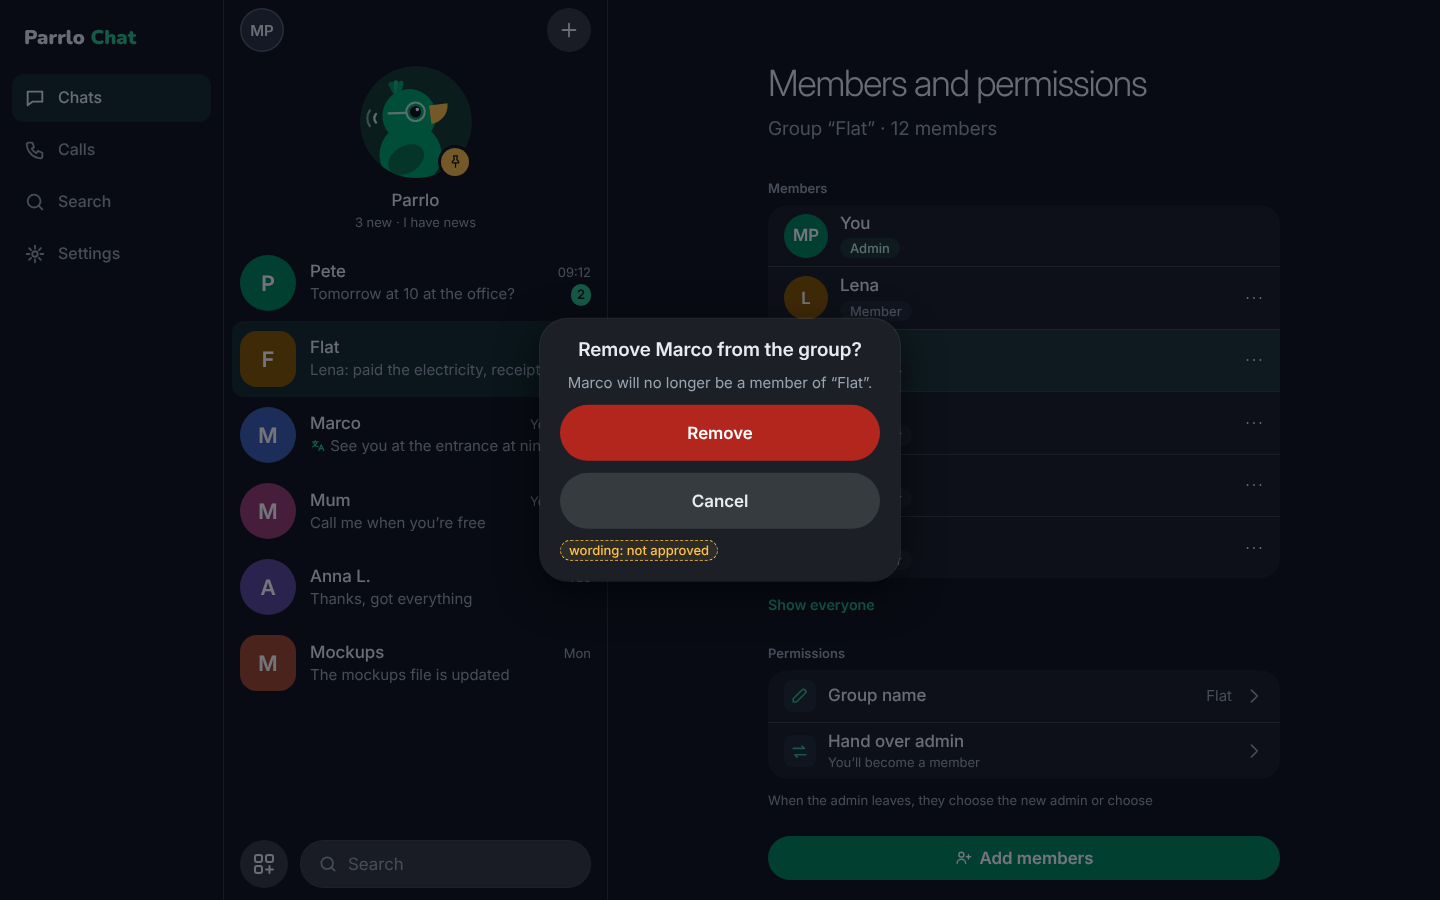 Parrlo Chat
Chats
Calls
Search
Settings
MP
Parrlo
3 new · I have news
P
Pete
09:12
Tomorrow at 10 at the office?
2
F
Flat
Lena: paid the electricity, receipt
M
Marco
See you at the entrance at nin
M
Mum
Call me when you’re free
A
Anna L.
Thanks, got everything
M
Mockups
Mon
The mockups file is updated
Search
Members and permissions
Group “Flat” · 12 members
Members
MP
You
Admin
L
Lena
Member
Remove Marco from the group?
Marco will no longer be a member of “Flat”.
Remove
Cancel
wording: not approved
Show everyone
Permissions
Group name
Flat
Hand over admin
You’ll become a member
When the admin leaves, they choose the new admin or choose
Add members